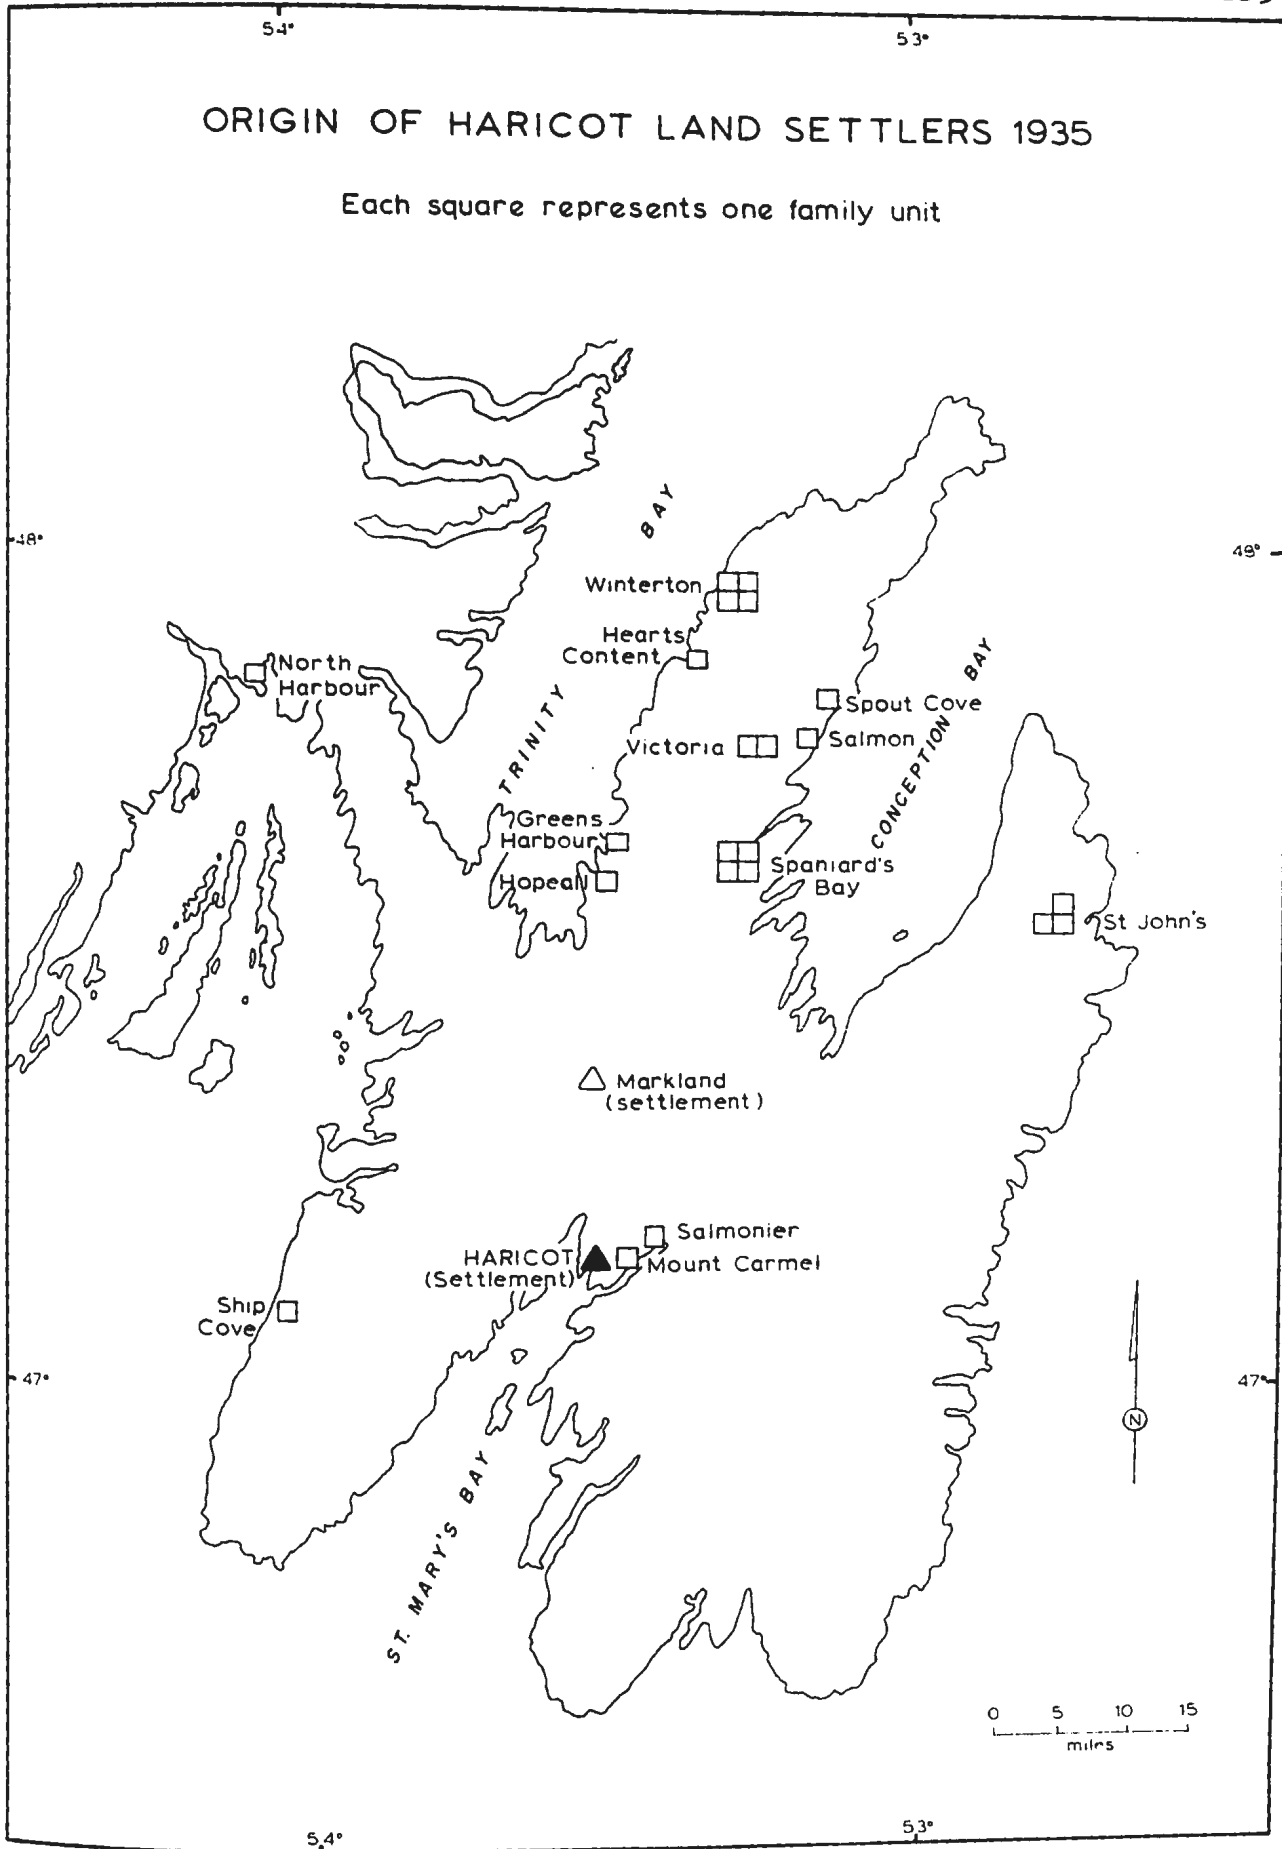 54°
53°
ORIGIN OF HARICOT LAND SETTLERS 1935
Each square represents one family unit
BAY
48°
48°
Winterton
Hearts
Content
North
Harbour
TRINITY
CONCEPTION BAY
Spout Cove
Victoria
Salmon
Greens
Harbour
Hopeall
Spaniard's
Bay
St John's
Markland
(settlement)
Salmonier
HARICOT
(Settlement)
Mount Carmel
Ship
Cove
47°
47°
N
ST. MARY'S BAY
0 5 10 15
miles
54°
53°